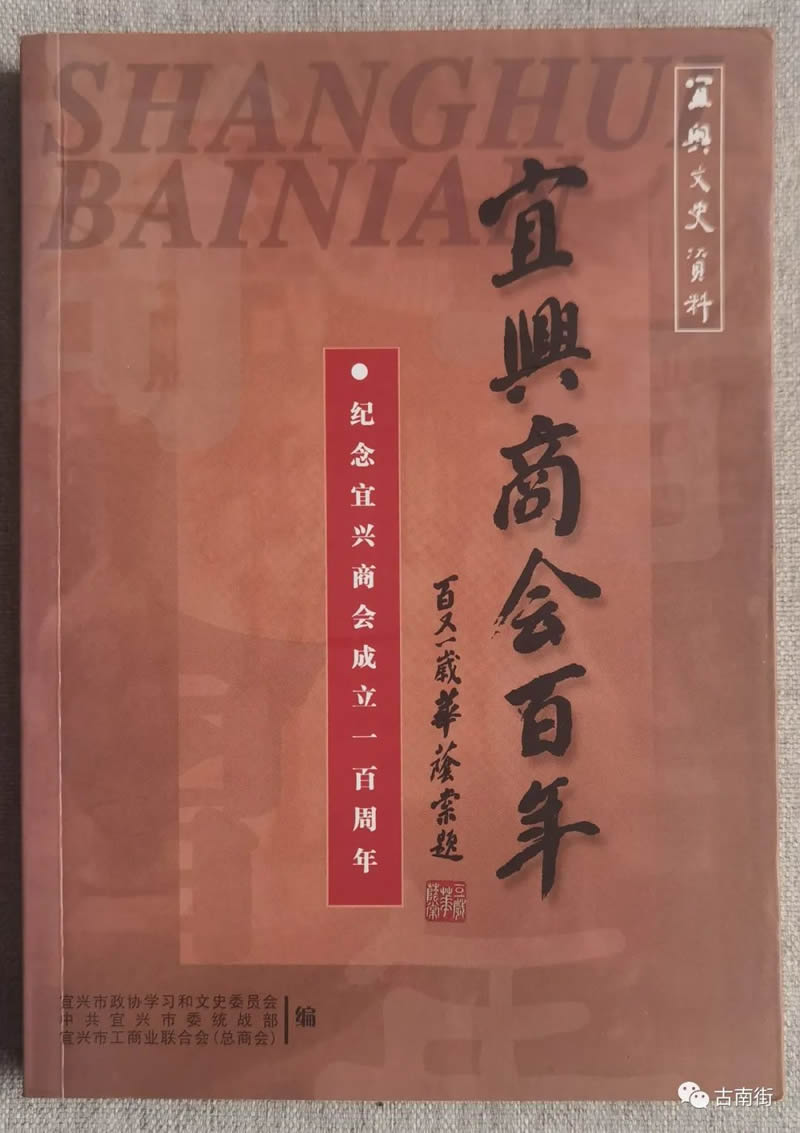 SHANGHUI
BAINIAN
宜興文史資料
宜興商会百年
百又一歲華蔭棠題
●纪念宜兴商会成立一百周年
宜兴市政协学习和文史委员会
中共宜兴市委统战部
宜兴市工商业联合会(总商会)
编
古南街